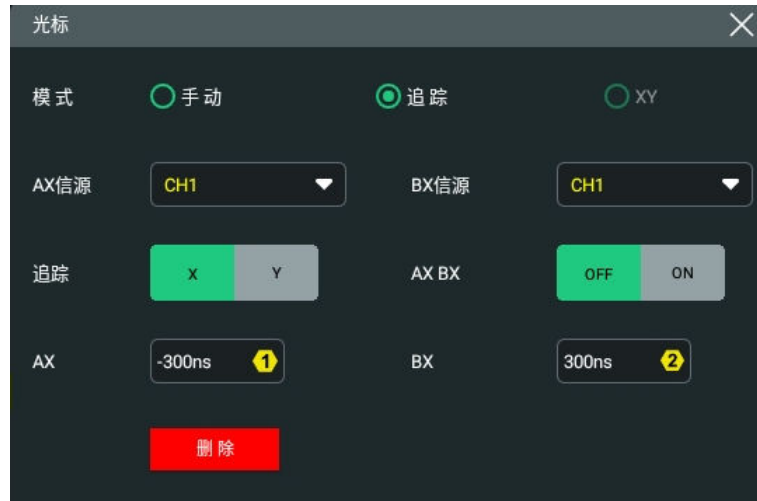 光标
模式 手动 追踪 XY
AX信源 CH1 BX信源 CH1
追踪 X Y AX BX OFF ON
AX -300ns 1 BX 300ns 2
删除